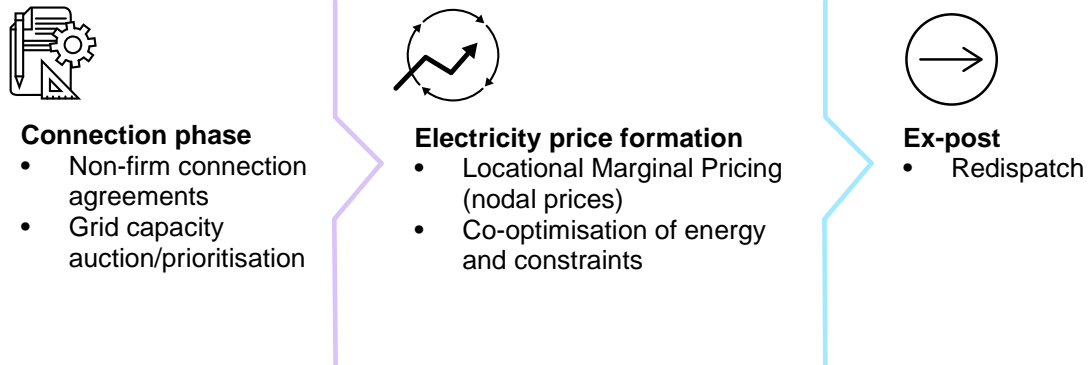 Connection phase
• Non-firm connection
agreements
• Grid capacity
auction/prioritisation
Electricity price formation
• Locational Marginal Pricing
(nodal prices)
• Co-optimisation of energy
and constraints
Ex-post
• Redispatch